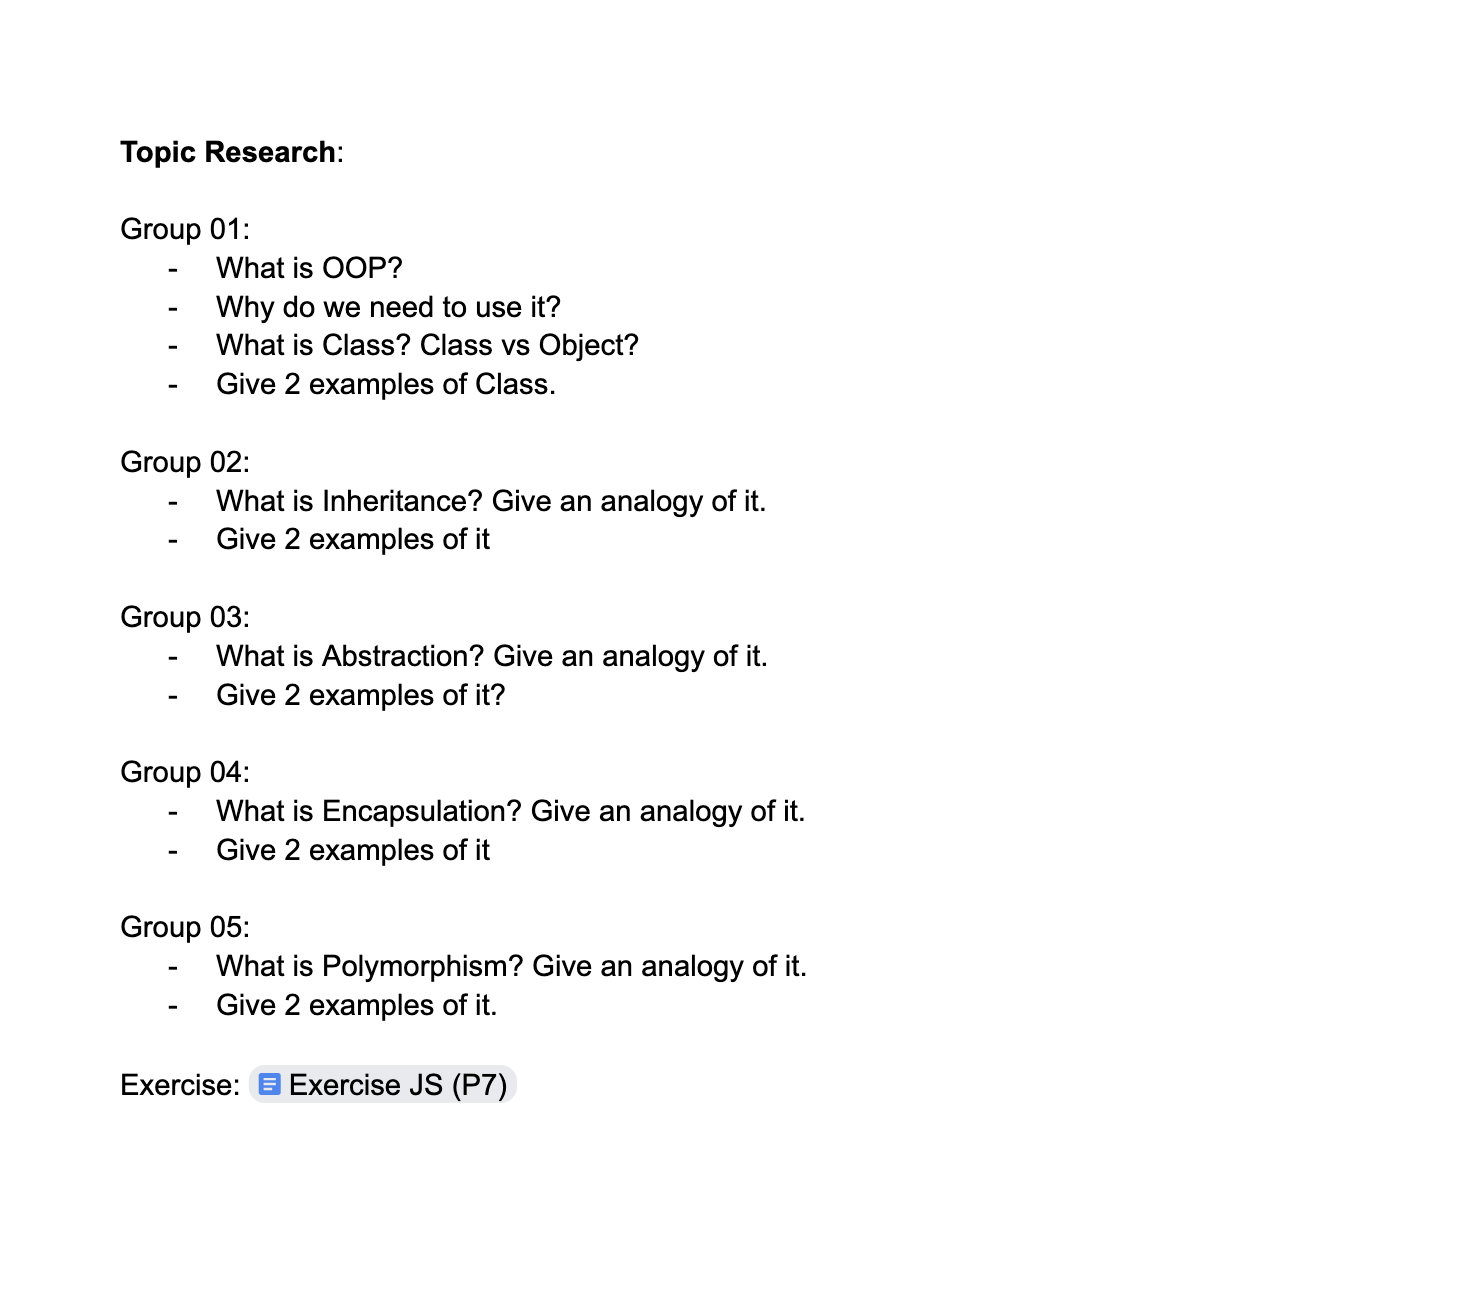 Topic Research:
Group 01:
- What is OOP?
- Why do we need to use it?
- What is Class? Class vs Object?
- Give 2 examples of Class.
Group 02:
- What is Inheritance? Give an analogy of it.
- Give 2 examples of it
Group 03:
- What is Abstraction? Give an analogy of it.
- Give 2 examples of it?
Group 04:
- What is Encapsulation? Give an analogy of it.
- Give 2 examples of it
Group 05:
- What is Polymorphism? Give an analogy of it.
- Give 2 examples of it.
Exercise: Exercise JS (P7)